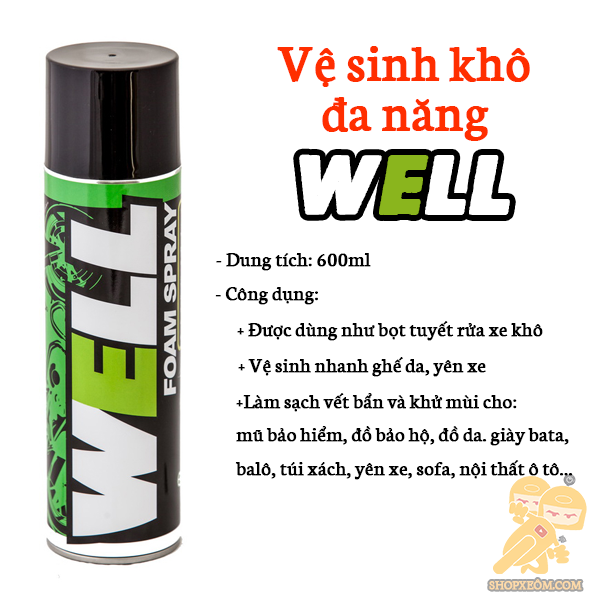 Vệ sinh khô
đa năng
WELL
- Dung tích: 600ml
- Công dụng:
+ Được dùng như bọt tuyết rửa xe khô
+ Vệ sinh nhanh ghế da, yên xe
+Làm sạch vết bẩn và khử mùi cho:
mũ bảo hiểm, đồ bảo hộ, đồ da. giày bata,
balô, túi xách, yên xe, sofa, nội thất ô tô...
WELL
FOAM SPRAY
SHOPXEÔM.COM